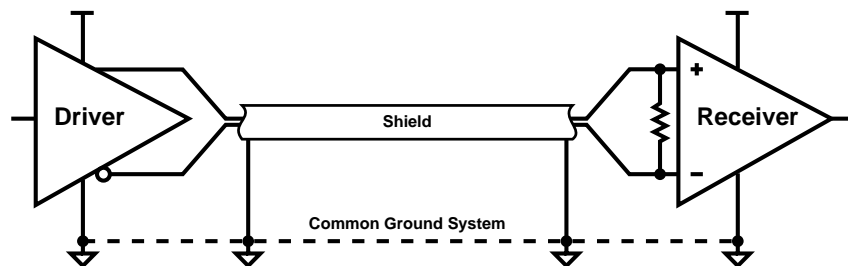 Driver
Shield
+
Receiver
−
Common Ground System